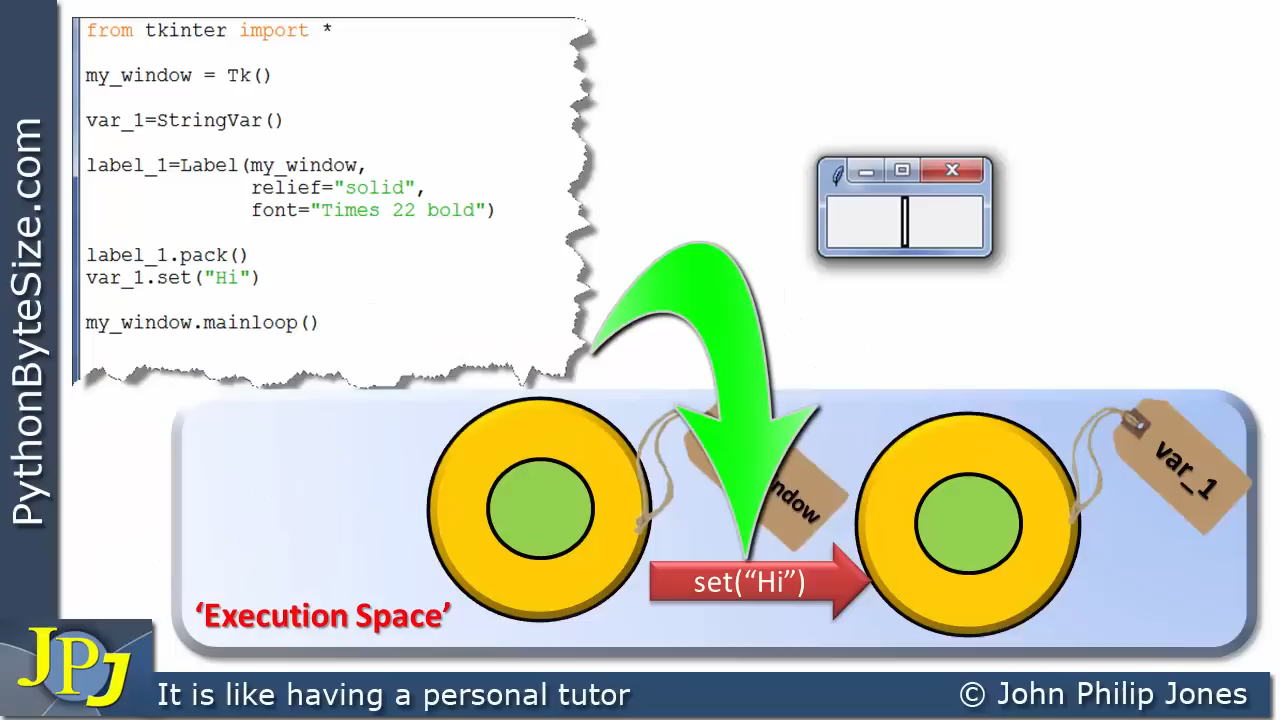 from tkinter import *
my_window = Tk()
var_1=StringVar()
label_1=Label(my_window,
relief="solid",
font="Times 22 bold")
label_1.pack()
var_1.set("Hi")
my_window.mainloop()
PythonByteSize.com
var_1
set(“Hi”)
‘Execution Space’
JPJ
It is like having a personal tutor
© John Philip Jones